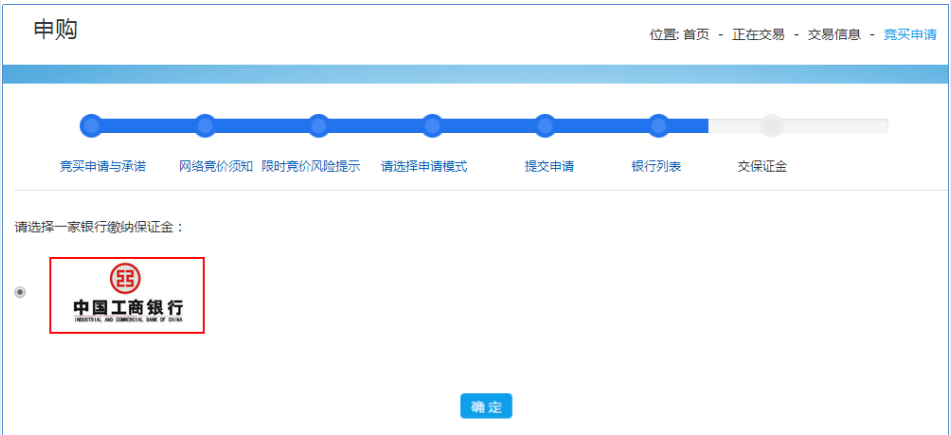 申购
位置: 首页 - 正在交易 - 交易信息 - 竞买申请
竞买申请与承诺 网络竞价须知 限时竞价风险提示 请选择申请模式 提交申请 银行列表 交保证金
请选择一家银行缴纳保证金：
中国工商银行
INDUSTRIAL AND COMMERCIAL BANK OF CHINA
确定